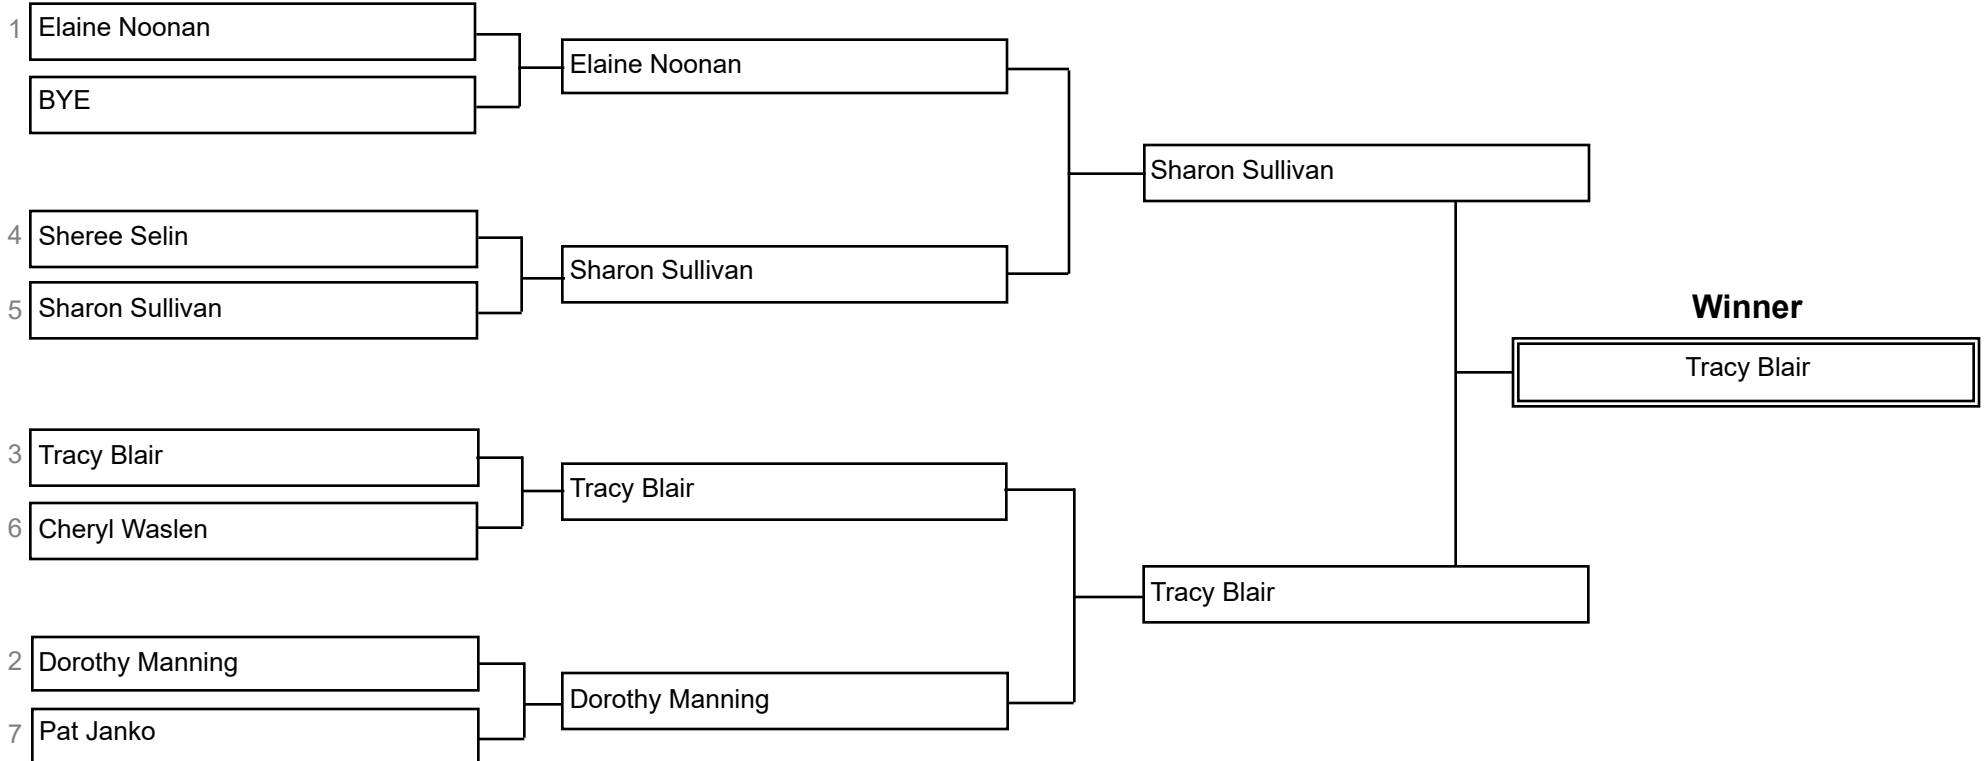 1 Elaine Noonan
BYE
Elaine Noonan
4 Sheree Selin
5 Sharon Sullivan
Sharon Sullivan
Sharon Sullivan
3 Tracy Blair
6 Cheryl Waslen
Tracy Blair
2 Dorothy Manning
7 Pat Janko
Dorothy Manning
Tracy Blair
Winner
Tracy Blair